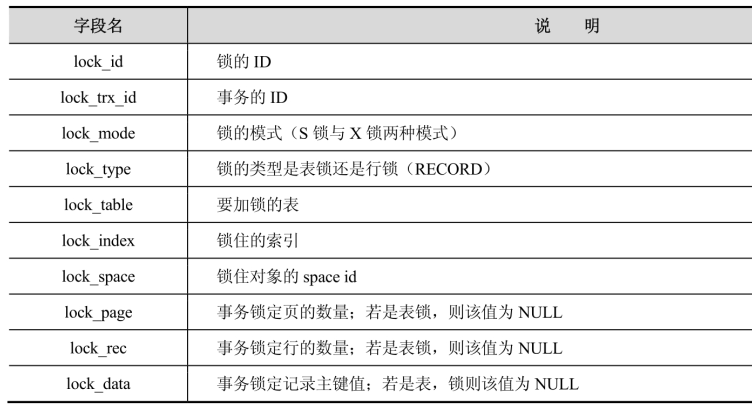 字段名 说 明
lock_id 锁的 ID
lock_trx_id 事务的 ID
lock_mode 锁的模式（S 锁与 X 锁两种模式）
lock_type 锁的类型是表锁还是行锁（RECORD）
lock_table 要加锁的表
lock_index 锁住的索引
lock_space 锁住对象的 space id
lock_page 事务锁定页的数量；若是表锁，则该值为 NULL
lock_rec 事务锁定行的数量；若是表锁，则该值为 NULL
lock_data 事务锁定记录主键值；若是表，锁则该值为 NULL